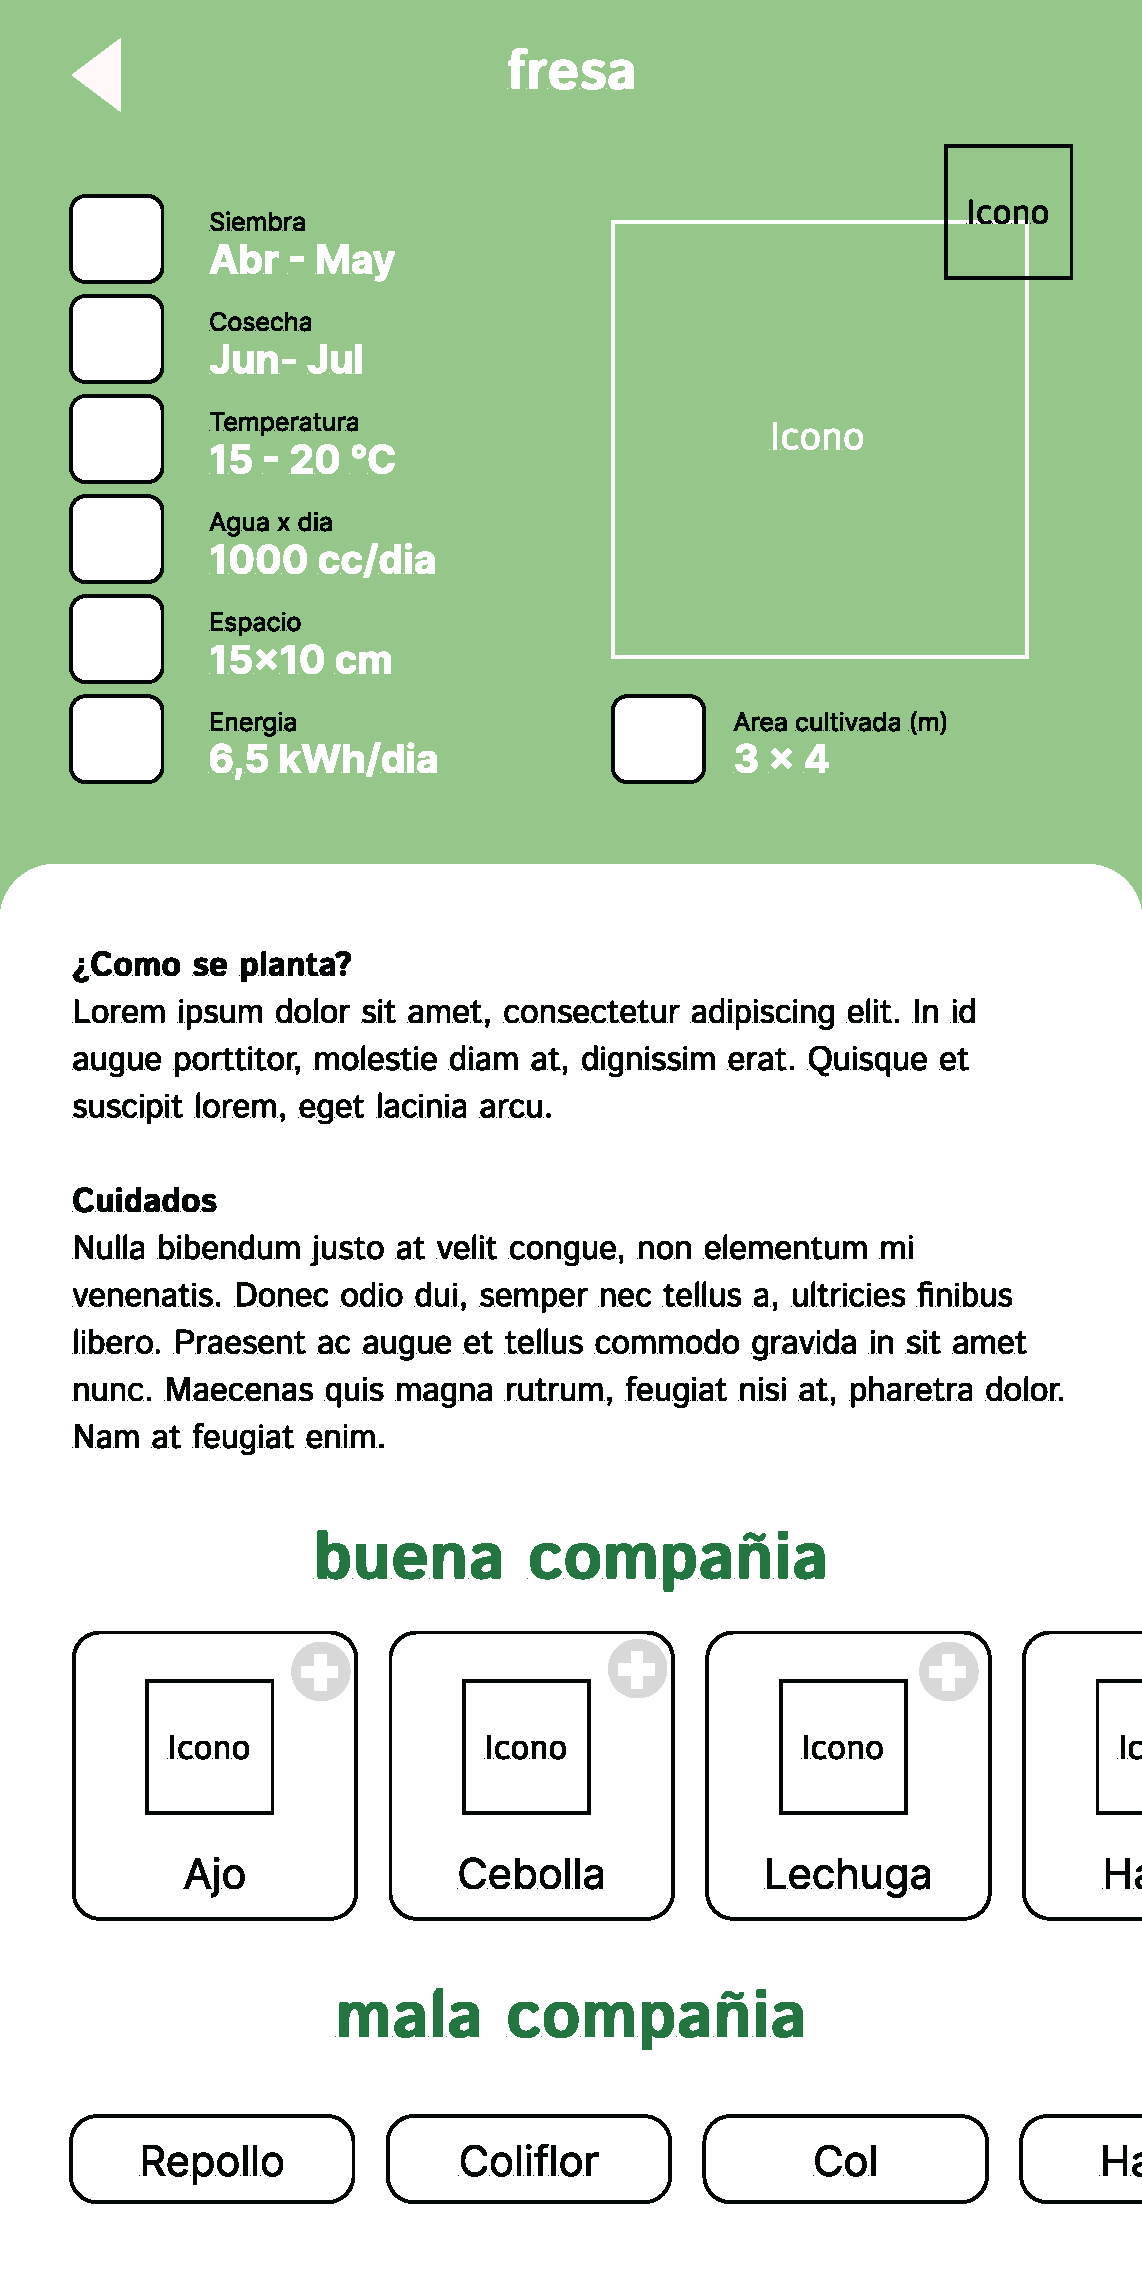 fresa
Icono
Siembra
Abr - May
Cosecha
Jun- Jul
Temperatura
15 - 20 °C
Agua x dia
1000 cc/dia
Espacio
15×10 cm
Energia
6,5 kWh/dia
Icono
Area cultivada (m)
3 × 4
¿Como se planta?
Lorem ipsum dolor sit amet, consectetur adipiscing elit. In id
augue porttitor, molestie diam at, dignissim erat. Quisque et
suscipit lorem, eget lacinia arcu.
Cuidados
Nulla bibendum justo at velit congue, non elementum mi
venenatis. Donec odio dui, semper nec tellus a, ultricies finibus
libero. Praesent ac augue et tellus commodo gravida in sit amet
nunc. Maecenas quis magna rutrum, feugiat nisi at, pharetra dolor.
Nam at feugiat enim.
buena compañia
Icono Icono Icono
Ajo Cebolla Lechuga
mala compañia
Repollo Coliflor Col